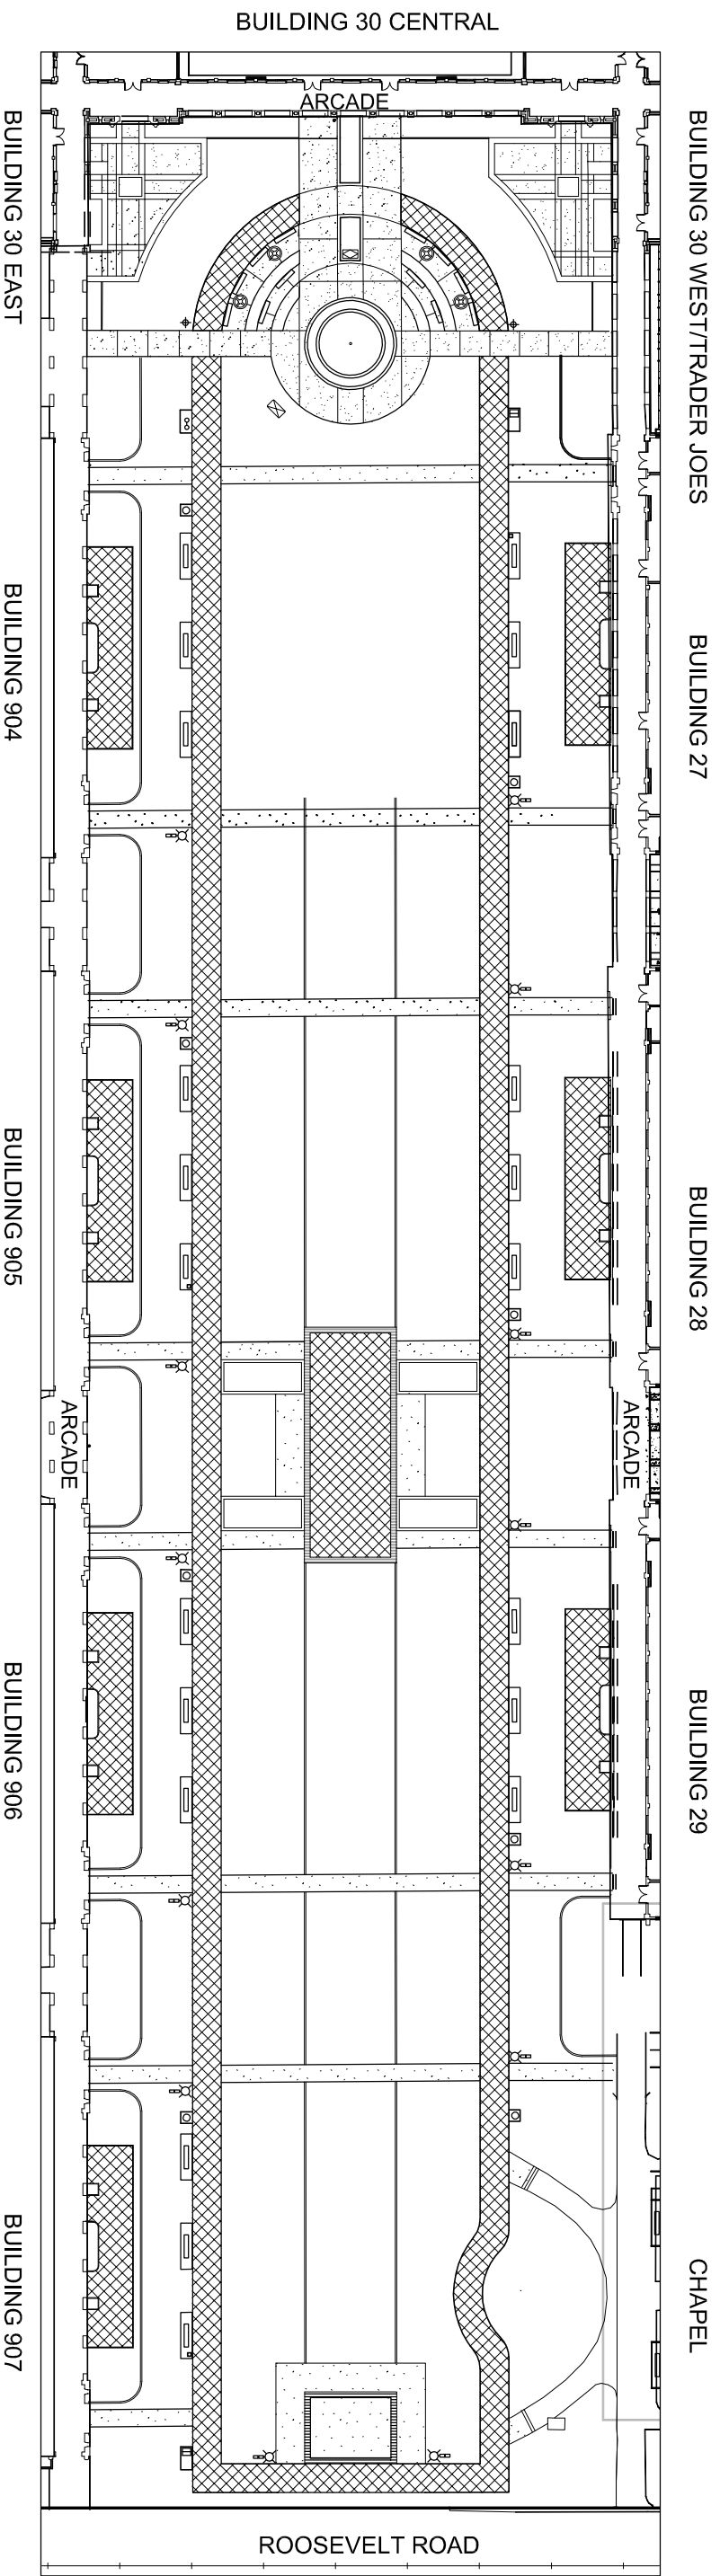 BUILDING 30 CENTRAL
ARCADE
BUILDING 30 EAST
BUILDING 30 WEST/TRADER JOES
BUILDING 904
BUILDING 27
BUILDING 905
BUILDING 28
ARCADE
ARCADE
BUILDING 906
BUILDING 29
BUILDING 907
CHAPEL
ROOSEVELT ROAD